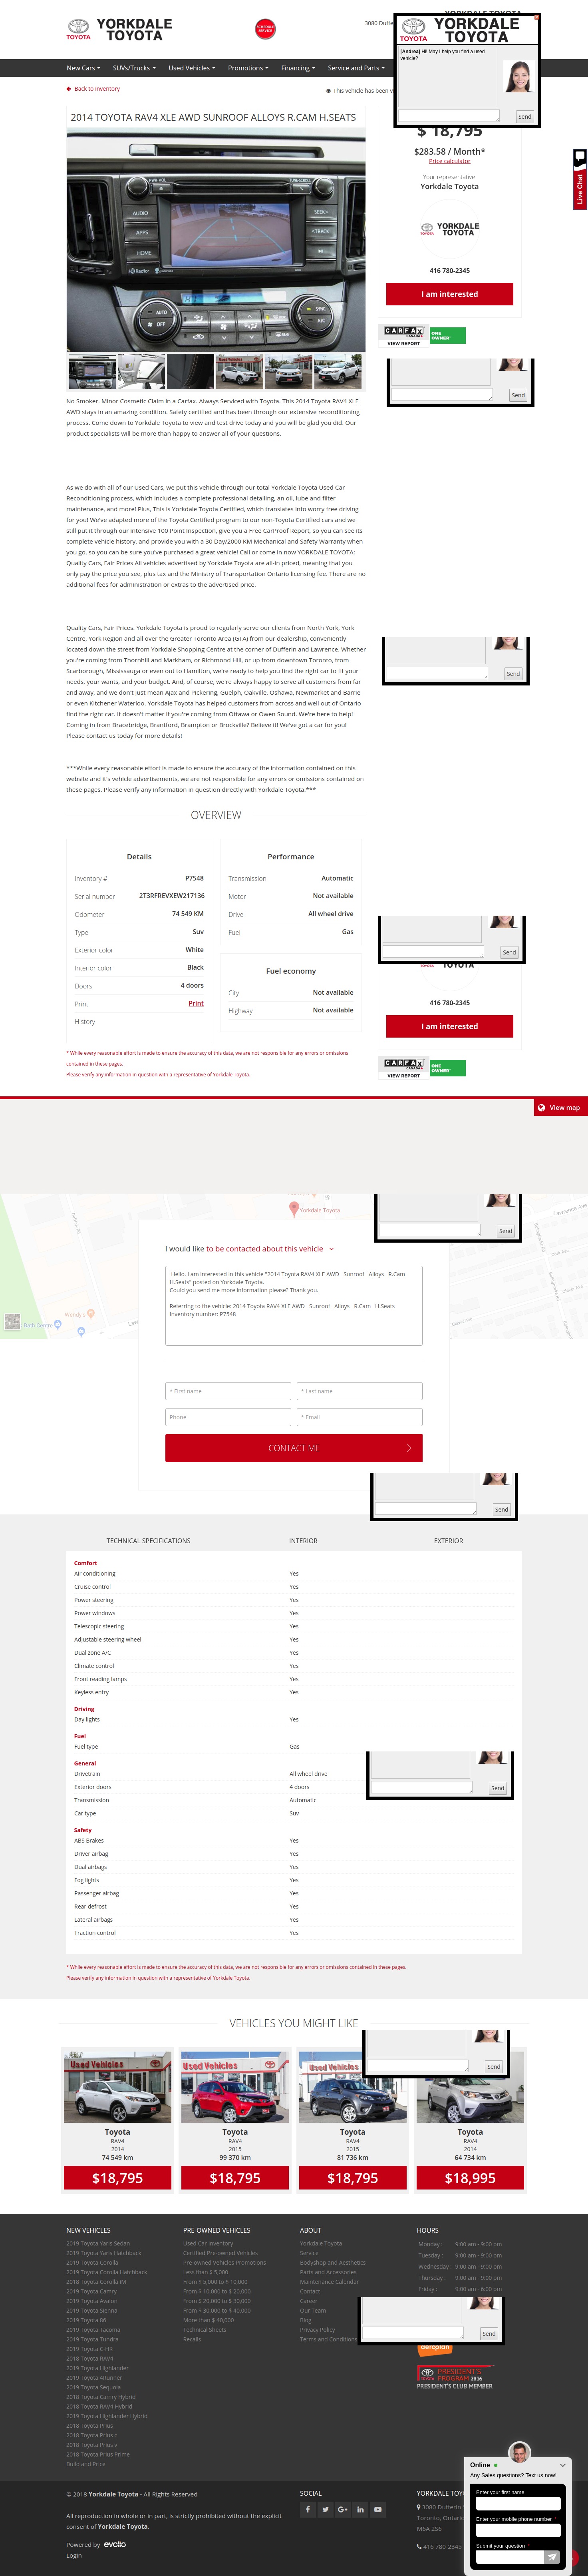 YORKDALE
TOYOTA
TOYOTA
SCHEDULE
SERVICE
New Cars
SUVs/Trucks
Used Vehicles
Promotions
Financing
Service and Parts
YORKDALE
TOYOTA
TOYOTA
[Andrea] Hi! May I help you find a used
vehicle?
Send
Live Chat
Back to inventory
2014 TOYOTA RAV4 XLE AWD SUNROOF ALLOYS R.CAM H.SEATS
$ 18,795
$283.58 / Month*
Price calculator
Your representative
Yorkdale Toyota
YORKDALE
TOYOTA
TOYOTA
416 780-2345
I am interested
CARFAX
CANADA
VIEW REPORT
ONE
OWNER
PWR VOL
AUDIO
APPS
HOME
SEEK>
<TRACK
AUTO
OFF
SYNC
A/C
Send
No Smoker. Minor Cosmetic Claim in a Carfax. Always Serviced with Toyota. This 2014 Toyota RAV4 XLE
AWD stays in an amazing condition. Safety certified and has been through our extensive reconditioning
process. Come down to Yorkdale Toyota to view and test drive today and you will be glad you did. Our
product specialists will be more than happy to answer all of your questions.
As we do with all of our Used Cars, we put this vehicle through our total Yorkdale Toyota Used Car
Reconditioning process, which includes a complete professional detailing, an oil, lube and filter
maintenance, and more! Plus, This is Yorkdale Toyota Certified, which translates into worry free driving
for you! We've adapted more of the Toyota Certified program to our non-Toyota Certified cars and we
still put it through our intensive 100 Point Inspection, give you a Free CarProof Report, so you can see its
complete vehicle history, and provide you with a 30 Day/2000 KM Mechanical and Safety Warranty when
you go, so you can be sure you've purchased a great vehicle! Call or come in now YORKDALE TOYOTA:
Quality Cars, Fair Prices All vehicles advertised by Yorkdale Toyota are all-in priced, meaning that you
only pay the price you see, plus tax and the Ministry of Transportation Ontario licensing fee. There are no
additional fees for administration or extras to the advertised price.
Quality Cars, Fair Prices. Yorkdale Toyota is proud to regularly serve our clients from North York, York
Centre, York Region and all over the Greater Toronto Area (GTA) from our dealership, conveniently
located down the street from Yorkdale Shopping Centre at the corner of Dufferin and Lawrence. Whether
you're coming from Thornhill and Markham, or Richmond Hill, or up from downtown Toronto, from
Scarborough, Mississauga or even out to Hamilton, we're ready to help you find the right car to fit your
needs, your wants, and your budget. And, of course, we're always happy to serve all customers from far
and away, and we don't just mean Ajax and Pickering, Guelph, Oakville, Oshawa, Newmarket and Barrie
or even Kitchener Waterloo. Yorkdale Toyota has helped customers from across and well out of Ontario
find the right car. It doesn't matter if you're coming from Ottawa or Owen Sound. We're here to help!
Coming in from Bracebridge, Brantford, Brampton or Brockville? Believe it! We've got a car for you!
Please contact us today for more details!
Send
***While every reasonable effort is made to ensure the accuracy of the information contained on this
website and it's vehicle advertisements, we are not responsible for any errors or omissions contained on
these pages. Please verify any information in question directly with Yorkdale Toyota.***
OVERVIEW
Details
Inventory # P7548
Serial number 2T3RFREVXEW217136
Odometer 74 549 KM
Type Suv
Exterior color White
Interior color Black
Doors 4 doors
Print Print
History
Performance
Transmission Automatic
Motor Not available
Drive All wheel drive
Fuel Gas
Fuel economy
City Not available
Highway Not available
Send
TOYOTA
416 780-2345
I am interested
CARFAX
CANADA
VIEW REPORT
ONE
OWNER
* While every reasonable effort is made to ensure the accuracy of this data, we are not responsible for any errors or omissions
contained in these pages.
Please verify any information in question with a representative of Yorkdale Toyota.
View map
Yorkdale Toyota
Send
Wendy's
I would like to be contacted about this vehicle
Hello. I am interested in this vehicle "2014 Toyota RAV4 XLE AWD Sunroof Alloys R.Cam
H.Seats" posted on Yorkdale Toyota.
Could you send me more information please? Thank you.
Referring to the vehicle: 2014 Toyota RAV4 XLE AWD Sunroof Alloys R.Cam H.Seats
Inventory number: P7548
* First name
* Last name
Phone
* Email
CONTACT ME
Send
TECHNICAL SPECIFICATIONS
INTERIOR
EXTERIOR
Comfort
Air conditioning Yes
Cruise control Yes
Power steering Yes
Power windows Yes
Telescopic steering Yes
Adjustable steering wheel Yes
Dual zone A/C Yes
Climate control Yes
Front reading lamps Yes
Keyless entry Yes
Driving
Day lights Yes
Fuel
Fuel type Gas
General
Drivetrain All wheel drive
Exterior doors 4 doors
Transmission Automatic
Car type Suv
Send
Safety
ABS Brakes Yes
Driver airbag Yes
Dual airbags Yes
Fog lights Yes
Passenger airbag Yes
Rear defrost Yes
Lateral airbags Yes
Traction control Yes
* While every reasonable effort is made to ensure the accuracy of this data, we are not responsible for any errors or omissions contained in these pages.
Please verify any information in question with a representative of Yorkdale Toyota.
VEHICLES YOU MIGHT LIKE
Send
Used Vehicles
Toyota
RAV4
2014
74 549 km
$18,795
Used Vehicles
Toyota
RAV4
2015
99 370 km
$18,795
Used Vehicles
Toyota
RAV4
2015
81 736 km
$18,795
Toyota
RAV4
2014
64 734 km
$18,995
NEW VEHICLES
2019 Toyota Yaris Sedan
2019 Toyota Yaris Hatchback
2019 Toyota Corolla
2019 Toyota Corolla Hatchback
2018 Toyota Corolla iM
2019 Toyota Camry
2019 Toyota Avalon
2019 Toyota Sienna
2019 Toyota 86
2019 Toyota Tacoma
2019 Toyota Tundra
2019 Toyota C-HR
2018 Toyota RAV4
2019 Toyota Highlander
2019 Toyota 4Runner
2019 Toyota Sequoia
2018 Toyota Camry Hybrid
2018 Toyota RAV4 Hybrid
2019 Toyota Highlander Hybrid
2018 Toyota Prius
2018 Toyota Prius c
2018 Toyota Prius v
2018 Toyota Prius Prime
Build and Price
PRE-OWNED VEHICLES
Used Car Inventory
Certified Pre-owned Vehicles
Pre-owned Vehicles Promotions
Less than $ 5,000
From $ 5,000 to $ 10,000
From $ 10,000 to $ 20,000
From $ 20,000 to $ 30,000
From $ 30,000 to $ 40,000
More than $ 40,000
Technical Sheets
Recalls
ABOUT
Yorkdale Toyota
Service
Bodyshop and Aesthetics
Parts and Accessories
Maintenance Calendar
Contact
Career
Our Team
Blog
Privacy Policy
Terms and Conditions
HOURS
Monday : 9:00 am - 9:00 pm
Tuesday : 9:00 am - 9:00 pm
Wednesday : 9:00 am - 9:00 pm
Thursday : 9:00 am - 9:00 pm
Friday : 9:00 am - 6:00 pm
Send
aeroplan
PRESIDENT'S
PROGRAM 2016
PRESIDENT'S CLUB MEMBER
© 2018 Yorkdale Toyota - All Rights Reserved
All reproduction in whole or in part, is strictly prohibited without the explicit
consent of Yorkdale Toyota.
Powered by evolio
Login
SOCIAL
3080 Dufferin
Toronto, Ontario
M6A 2S6
416 780-2345
Online
Any Sales questions? Text us now!
Enter your first name
Enter your mobile phone number *
Submit your question *